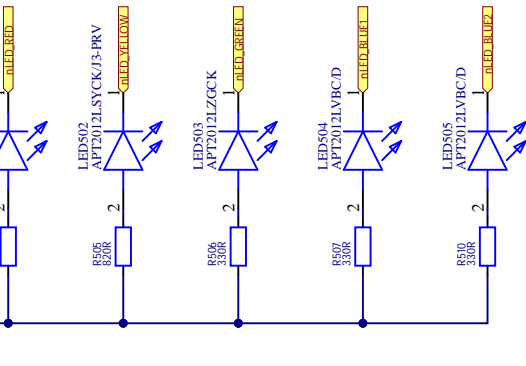 nLED_RED
1
2
nLED_YELLOW
1
LED502
APT2012LSYCK/J3-PRV
2
R505
820R
nLED_GREEN
1
LED503
APT2012LZGCK
2
R506
330R
nLED_BLUE1
1
LED504
APT2012LVBC/D
2
R507
330R
nLED_BLUE2
1
LED505
APT2012LVBC/D
2
R510
330R